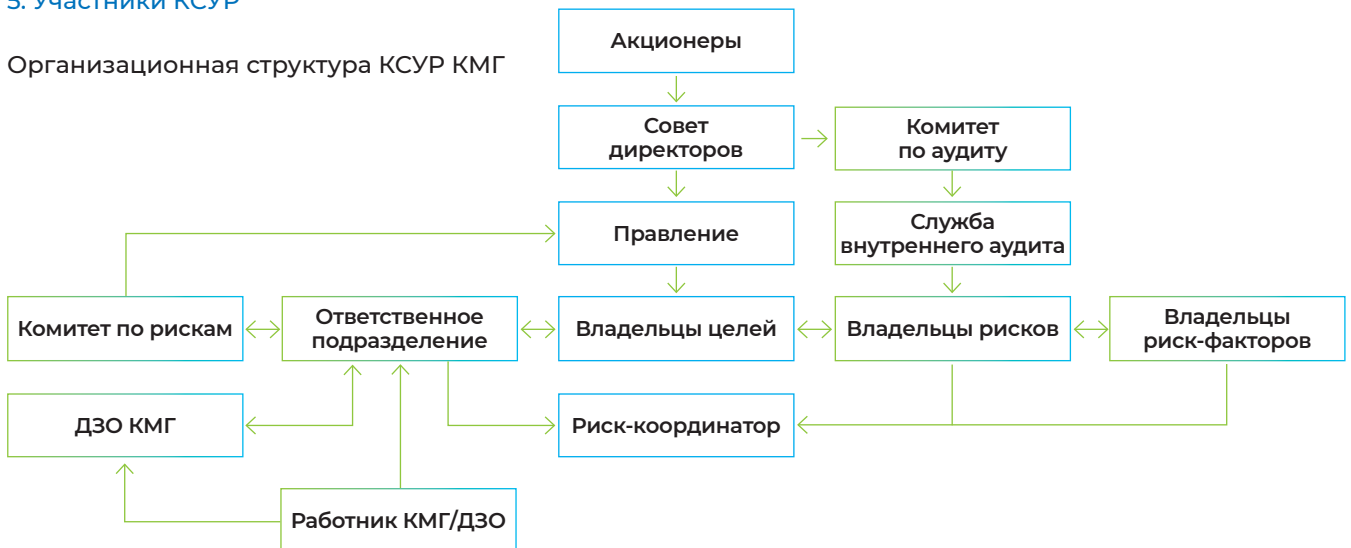 5. Участники КСУР
Организационная структура КСУР КМГ
Акционеры
Совет
директоров
Комитет
по аудиту
Правление
Служба
внутреннего аудита
Комитет по рискам
Ответственное
подразделение
Владельцы целей
Владельцы рисков
Владельцы
риск-факторов
ДЗО КМГ
Риск-координатор
Работник КМГ/ДЗО